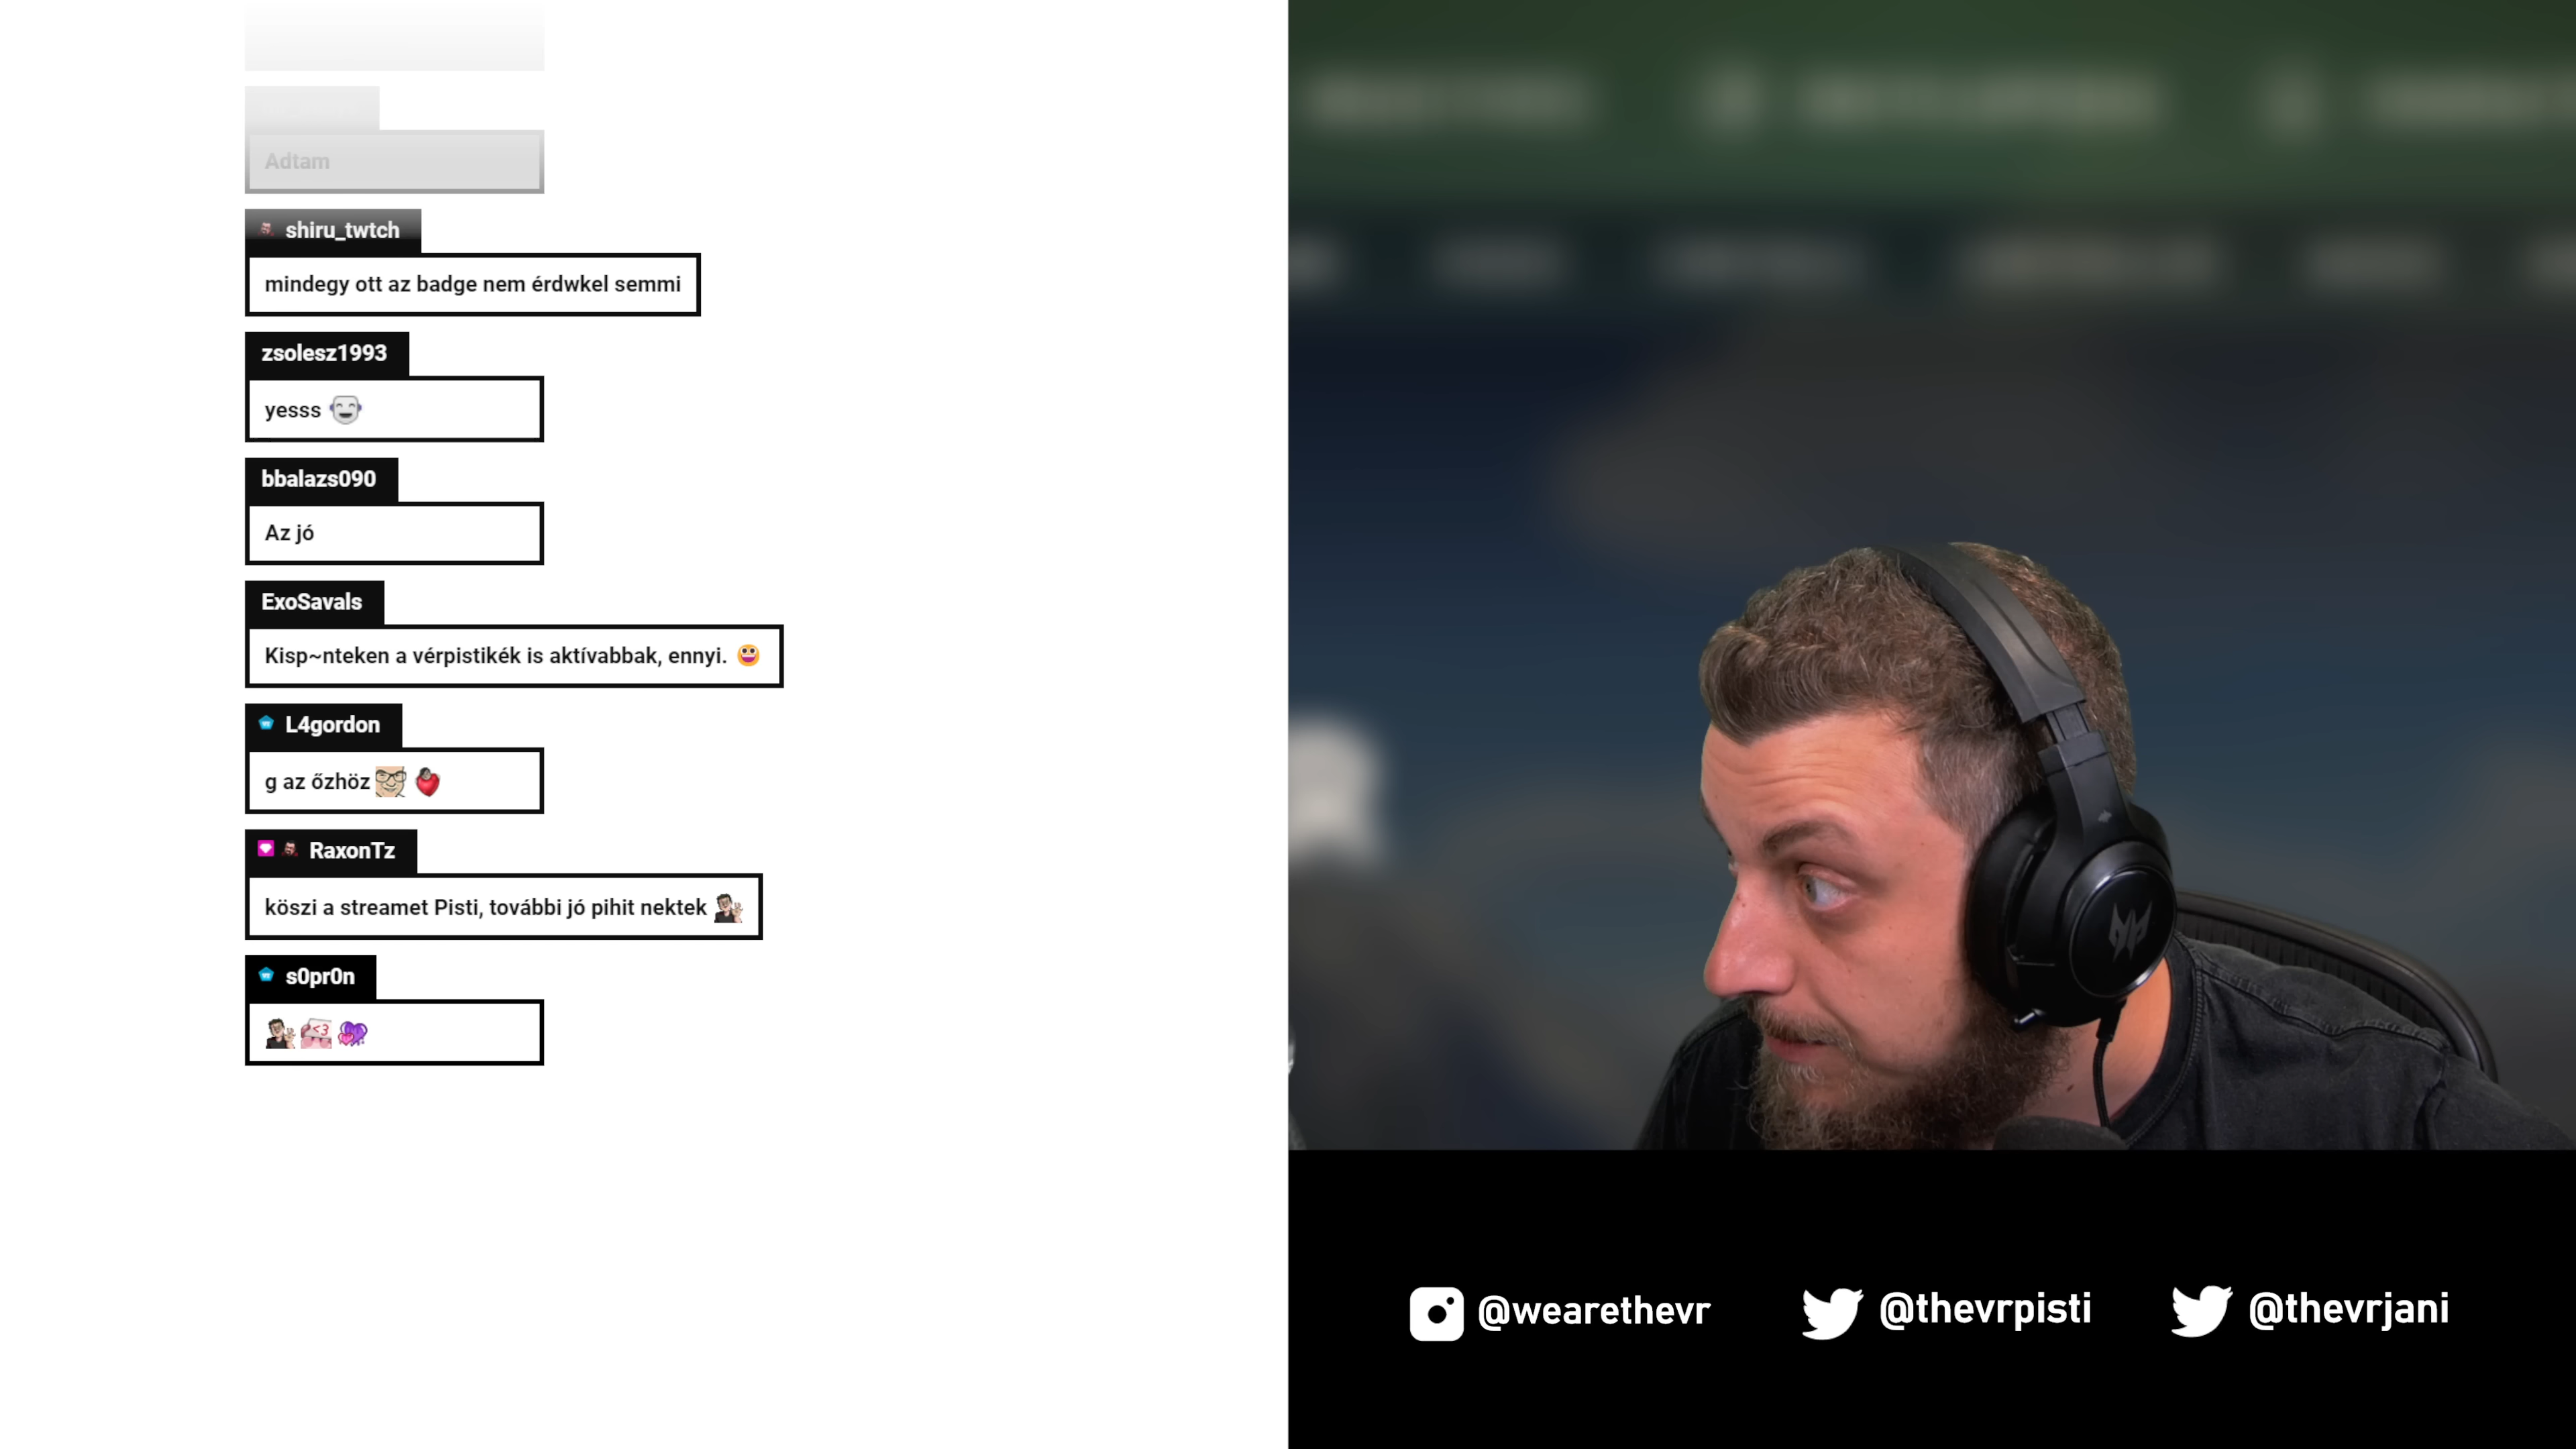 Adtam
shiru_twtch
mindegy ott az badge nem érdwkel semmi
zsolesz1993
yesss
bbalazs090
Az jó
ExoSavals
Kisp~nteken a vérpistikék is aktívabbak, ennyi.
L4gordon
g az őzhöz
RaxonTz
köszi a streamet Pisti, további jó pihit nektek
s0pr0n
<3
@wearethevr
@thevrpisti
@thevrjani